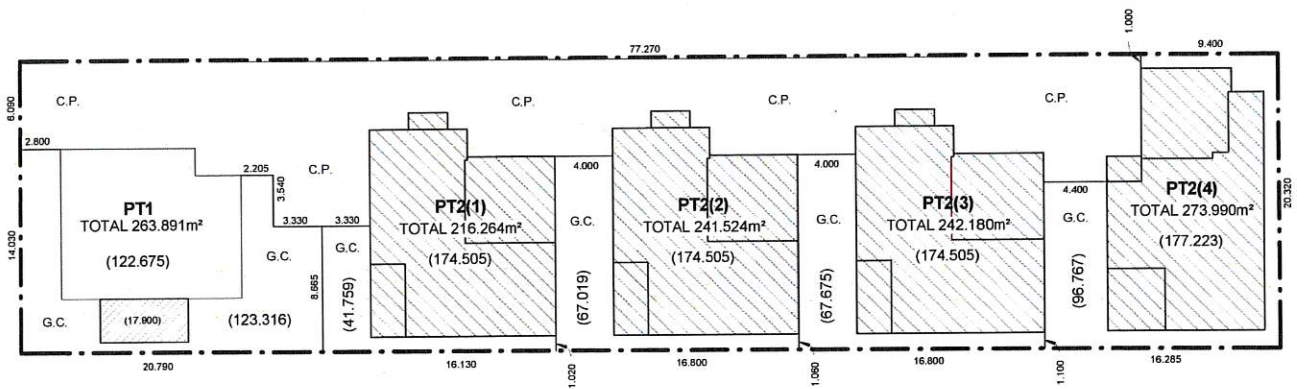 1.000
77.270
9.400
C.P.
C.P.
C.P.
C.P.
6.090
2.800
2.205
C.P.
3.540
4.000
4.000
4.400
PT1
TOTAL 263.891m²
(122.675)
3.330
3.330
G.C.
G.C.
PT2(1)
TOTAL 216.264m²
(174.505)
G.C.
PT2(2)
TOTAL 241.524m²
(174.505)
G.C.
PT2(3)
TOTAL 242.180m²
(174.505)
G.C.
PT2(4)
TOTAL 273.990m²
(177.223)
20.320
14.030
8.665
(41.759)
(67.019)
(67.675)
(96.767)
G.C.
(17.900)
(123.316)
20.790
16.130
1.020
16.800
1.060
16.800
1.100
16.285